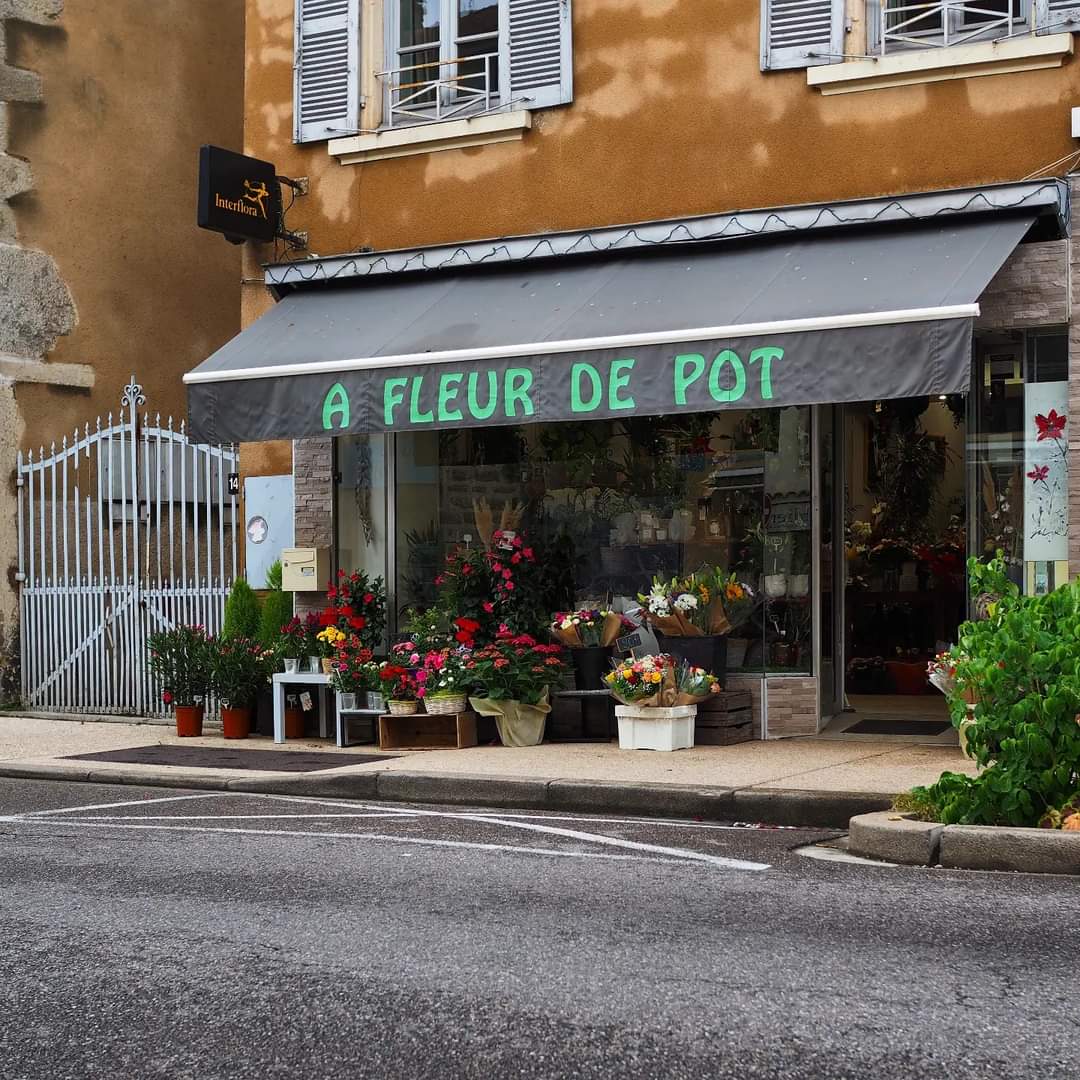 Interflora
A FLEUR DE POT
14